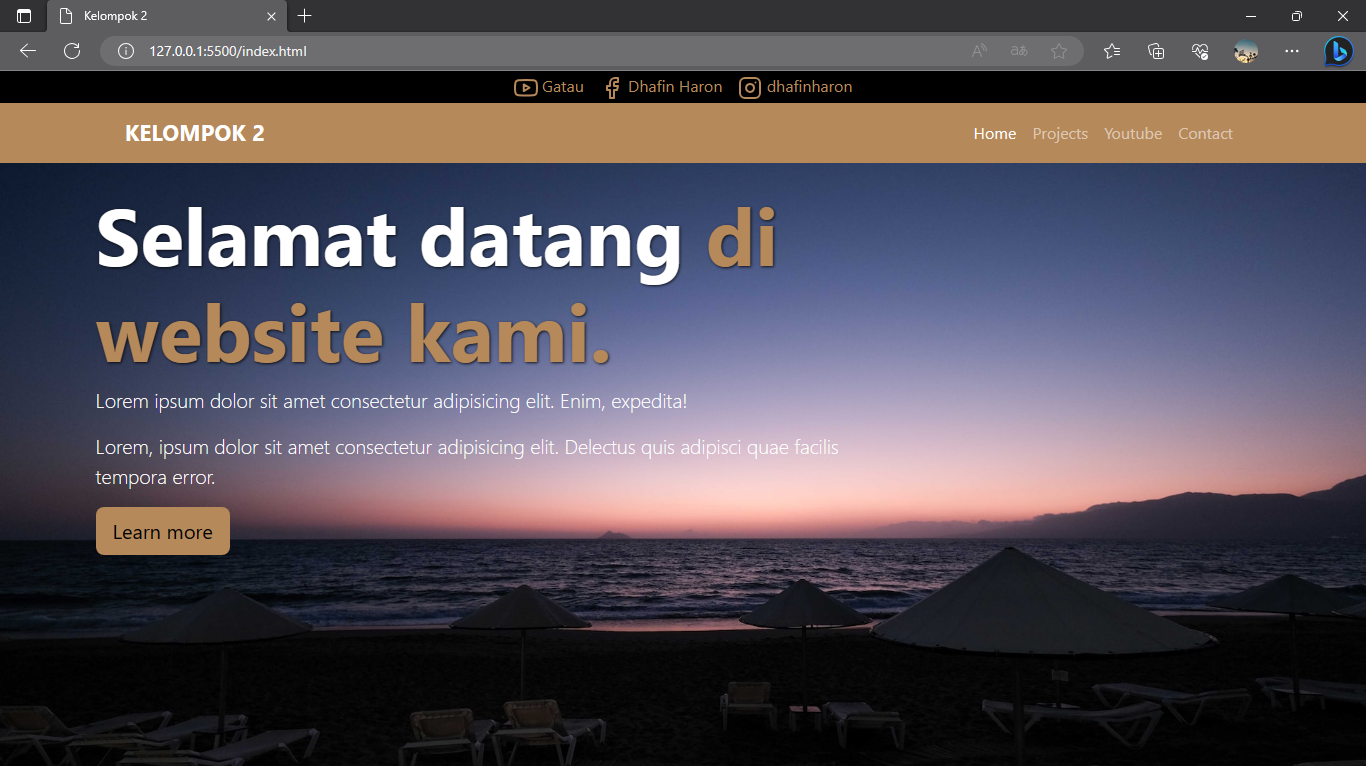 Kelompok 2
127.0.0.1:5500/index.html
Gatau Dhafin Haron dhafinharon
KELOMPOK 2 Home Projects Youtube Contact
Selamat datang di
website kami.
Lorem ipsum dolor sit amet consectetur adipisicing elit. Enim, expedita!
Lorem, ipsum dolor sit amet consectetur adipisicing elit. Delectus quis adipisci quae facilis
tempora error.
Learn more